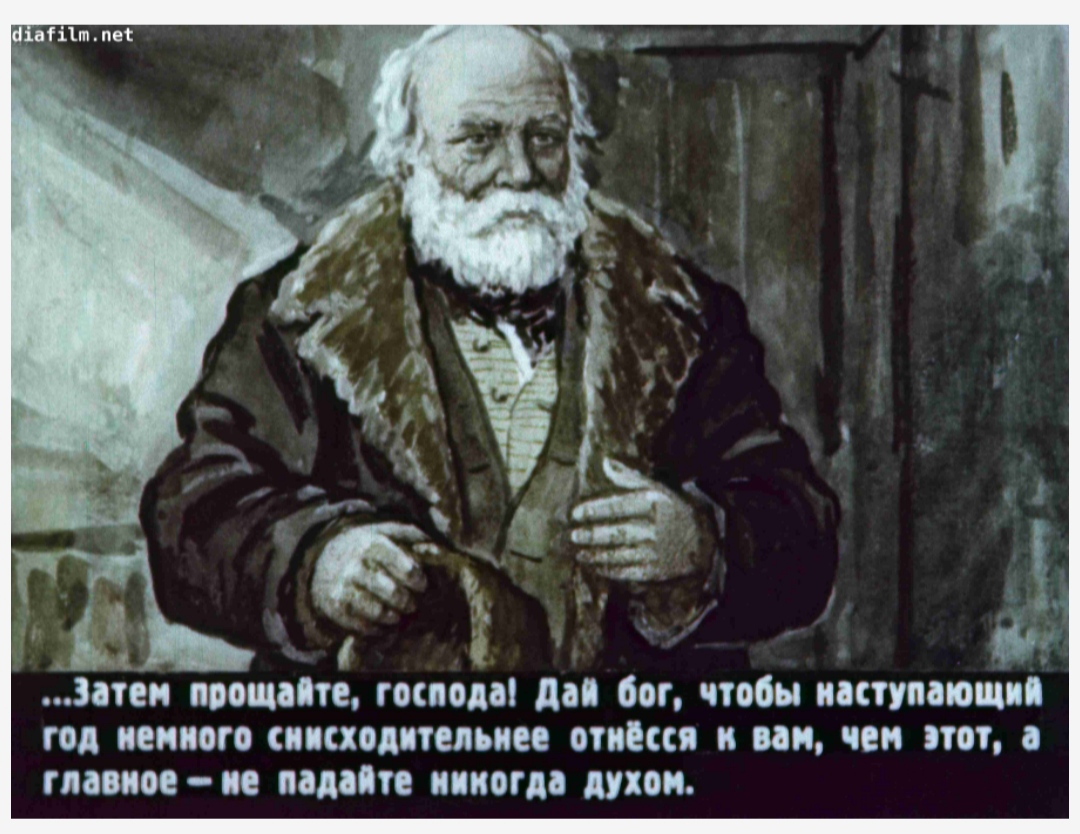 diafilm.net
...Затем прощайте, господа! Дай бог, чтобы наступающий
год немного снисходительнее отнёсся к вам, чем этот, а
главное — не падайте никогда духом.